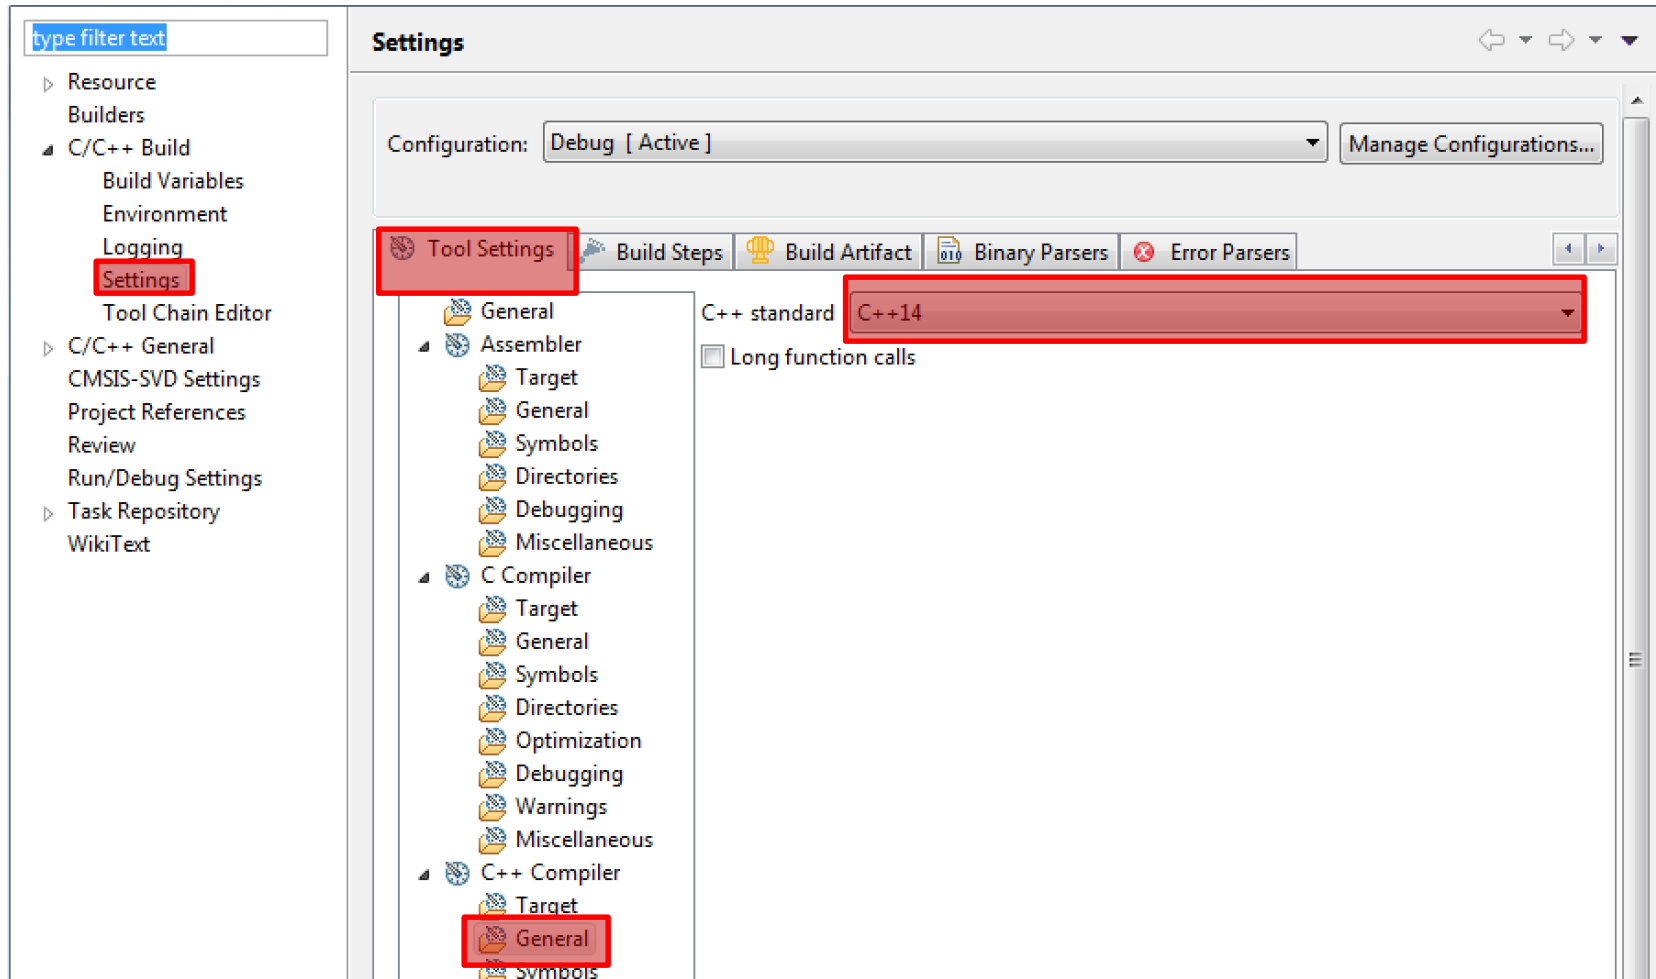 type filter text
Resource
Builders
C/C++ Build
Build Variables
Environment
Logging
Settings
Tool Chain Editor
C/C++ General
CMSIS-SVD Settings
Project References
Review
Run/Debug Settings
Task Repository
WikiText
Settings
Configuration: Debug [ Active ] Manage Configurations...
Tool Settings Build Steps Build Artifact Binary Parsers Error Parsers
General
Assembler
Target
General
Symbols
Directories
Debugging
Miscellaneous
C Compiler
Target
General
Symbols
Directories
Optimization
Debugging
Warnings
Miscellaneous
C++ Compiler
Target
General
Symbols
C++ standard C++14
Long function calls